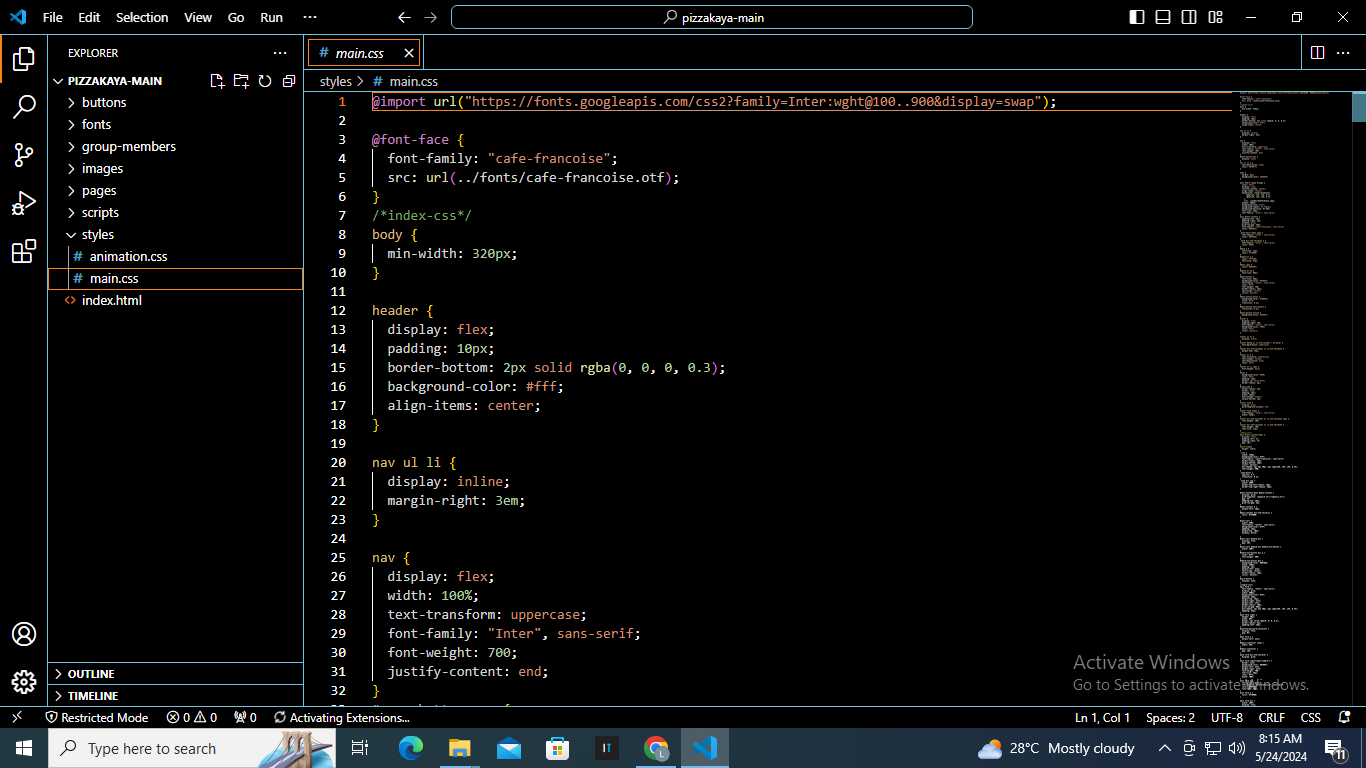 File Edit Selection View Go Run ··· pizzakaya-main
EXPLORER ···
PIZZAKAYA-MAIN
buttons
fonts
group-members
images
pages
scripts
styles
# animation.css
# main.css
<> index.html
OUTLINE
TIMELINE
# main.css
styles > # main.css
1 @import url("https://fonts.googleapis.com/css2?family=Inter:wght@100..900&display=swap");
2
3 @font-face {
4 font-family: "cafe-francoise";
5 src: url(../fonts/cafe-francoise.otf);
6 }
7 /*index-css*/
8 body {
9 min-width: 320px;
10 }
11
12 header {
13 display: flex;
14 padding: 10px;
15 border-bottom: 2px solid rgba(0, 0, 0, 0.3);
16 background-color: #fff;
17 align-items: center;
18 }
19
20 nav ul li {
21 display: inline;
22 margin-right: 3em;
23 }
24
25 nav {
26 display: flex;
27 width: 100%;
28 text-transform: uppercase;
29 font-family: "Inter", sans-serif;
30 font-weight: 700;
31 justify-content: end;
32 }
Activate Windows
Go to Settings to activate Windows.
Restricted Mode 0 0 0 Activating Extensions... Ln 1, Col 1 Spaces: 2 UTF-8 CRLF CSS
Type here to search IT L 28°C Mostly cloudy 8:15 AM
5/24/2024 11